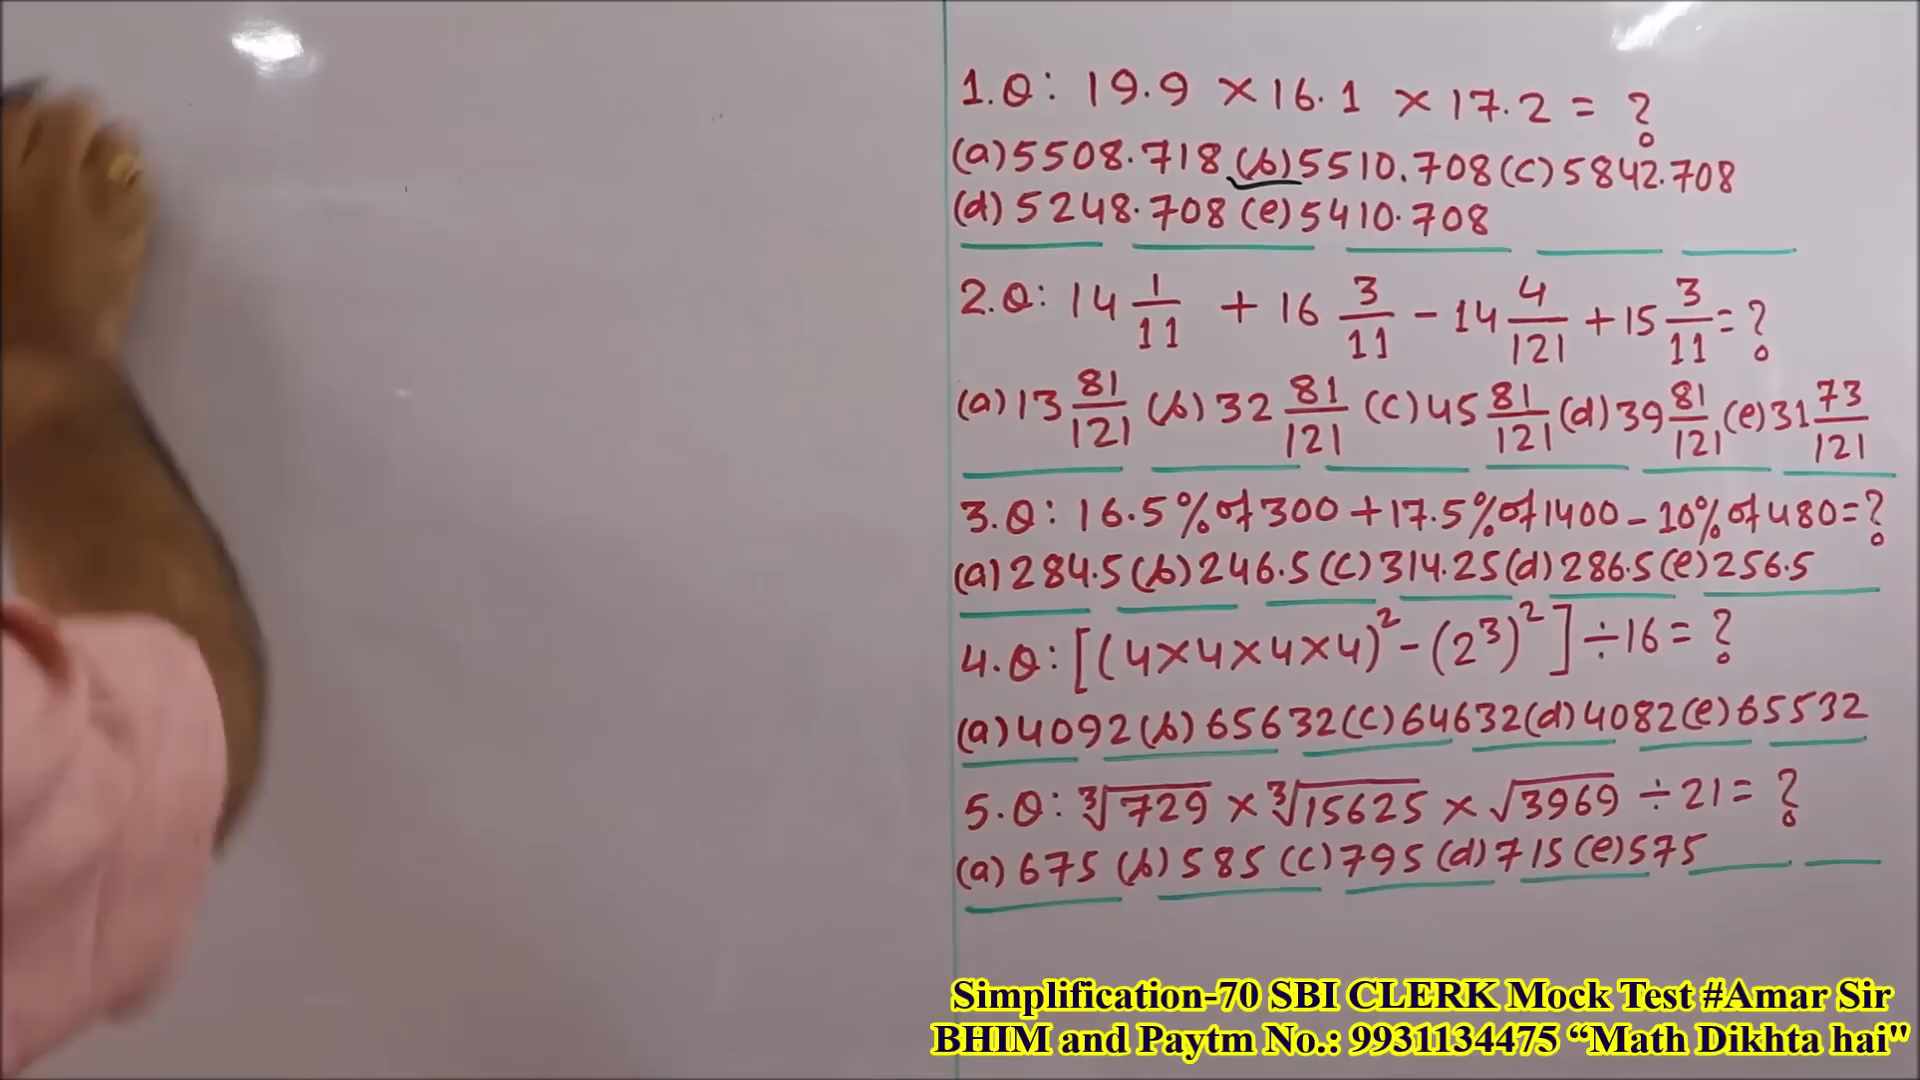 1.Q: 19.9 × 16.1 × 17.2 = ?
(a) 5508.718 (b) 5510.708 (c) 5842.708
(d) 5248.708 (e) 5410.708
2.Q: 14 1/11 + 16 3/11 - 14 4/121 + 15 3/11 = ?
(a) 13 81/121 (b) 32 81/121 (c) 45 81/121 (d) 39 81/121 (e) 31 73/121
3.Q: 16.5% of 300 + 17.5% of 1400 - 10% of 480 = ?
(a) 284.5 (b) 246.5 (c) 314.25 (d) 286.5 (e) 256.5
4.Q: [(4×4×4×4)² - (2³)²] ÷ 16 = ?
(a) 4092 (b) 65632 (c) 64632 (d) 4082 (e) 65532
5.Q: ∛729 × ∛15625 × √3969 ÷ 21 = ?
(a) 675 (b) 585 (c) 795 (d) 715 (e) 575
Simplification-70 SBI CLERK Mock Test #Amar Sir
BHIM and Paytm No.: 9931134475 “Math Dikhta hai"